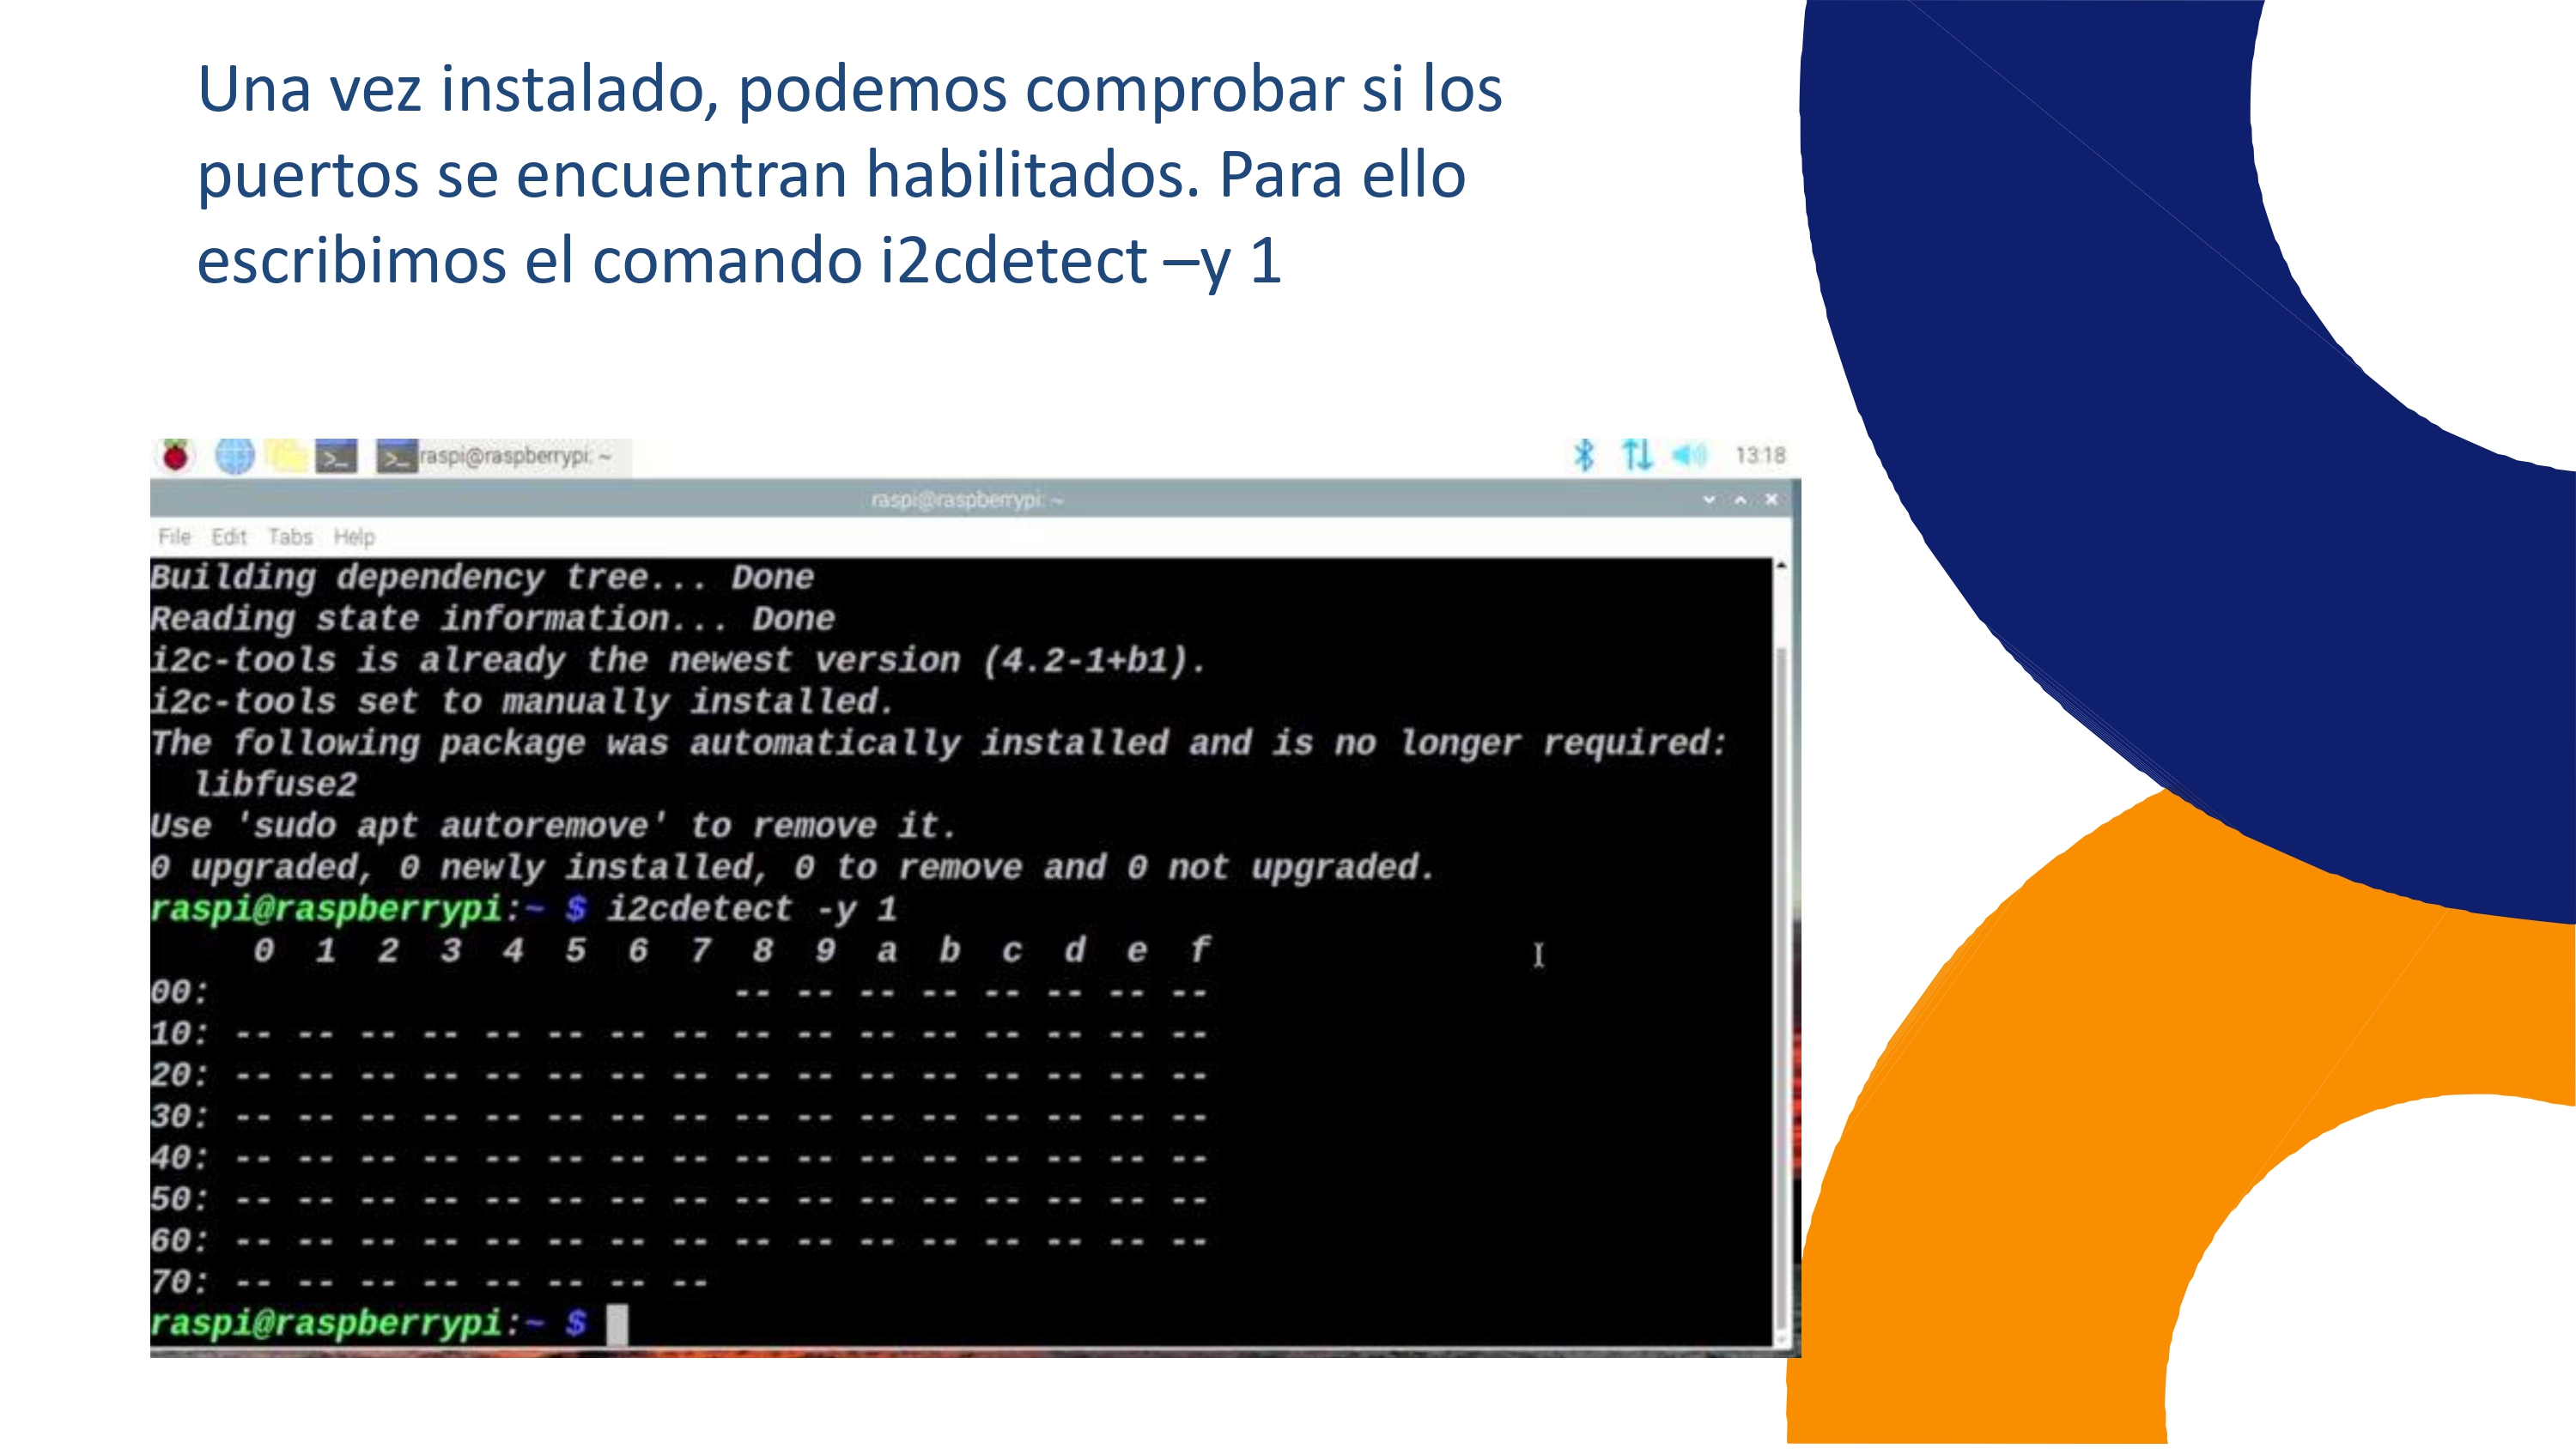 Una vez instalado, podemos comprobar si los
puertos se encuentran habilitados. Para ello
escribimos el comando i2cdetect –y 1
raspi@raspberrypi: ~ 13:18
raspi@raspberrypi: ~
File Edit Tabs Help
Building dependency tree... Done
Reading state information... Done
i2c-tools is already the newest version (4.2-1+b1).
i2c-tools set to manually installed.
The following package was automatically installed and is no longer required:
  libfuse2
Use 'sudo apt autoremove' to remove it.
0 upgraded, 0 newly installed, 0 to remove and 0 not upgraded.
raspi@raspberrypi:~ $ i2cdetect -y 1
     0  1  2  3  4  5  6  7  8  9  a  b  c  d  e  f
00:                         -- -- -- -- -- -- -- --
10: -- -- -- -- -- -- -- -- -- -- -- -- -- -- -- --
20: -- -- -- -- -- -- -- -- -- -- -- -- -- -- -- --
30: -- -- -- -- -- -- -- -- -- -- -- -- -- -- -- --
40: -- -- -- -- -- -- -- -- -- -- -- -- -- -- -- --
50: -- -- -- -- -- -- -- -- -- -- -- -- -- -- -- --
60: -- -- -- -- -- -- -- -- -- -- -- -- -- -- -- --
70: -- -- -- -- -- -- -- --
raspi@raspberrypi:~ $